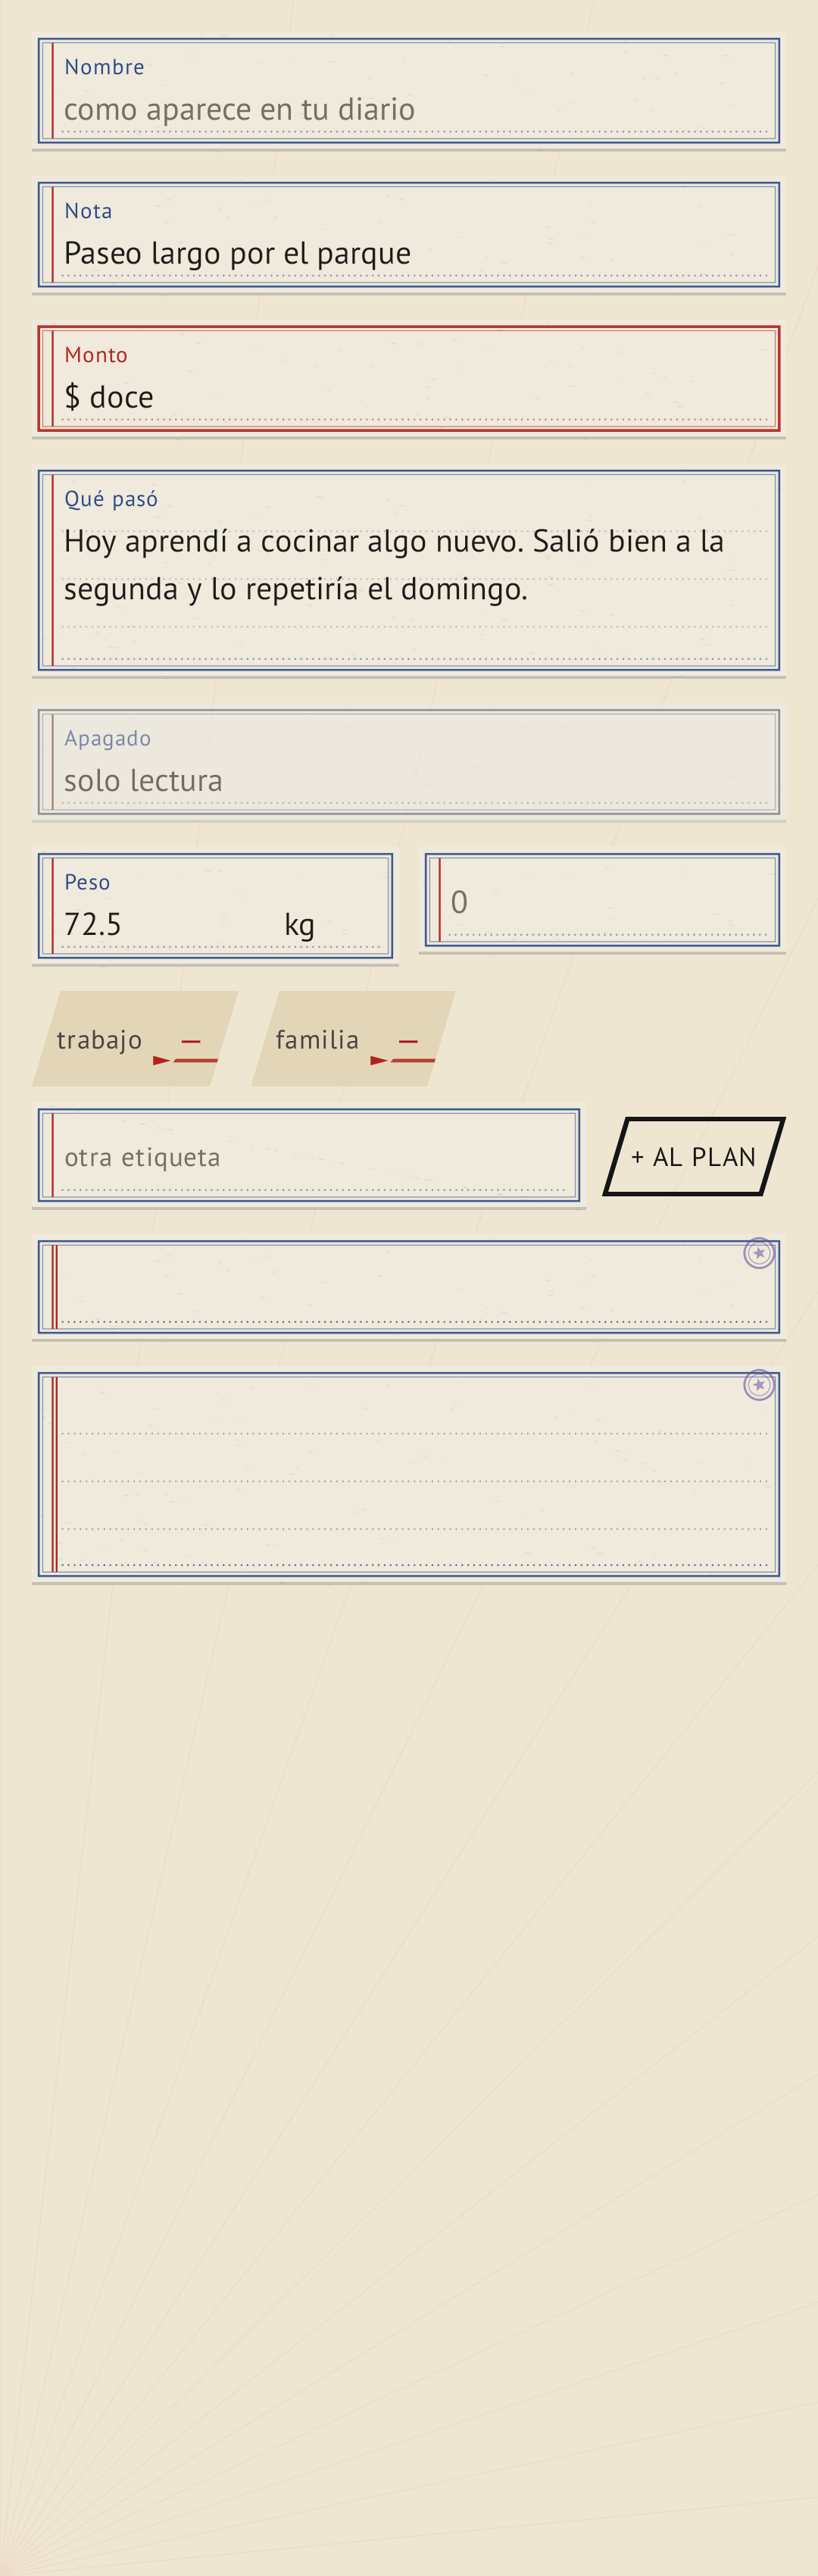 Nombre
como aparece en tu diario
Nota
Paseo largo por el parque
Monto
$ doce
Qué pasó
Hoy aprendí a cocinar algo nuevo. Salió bien a la
segunda y lo repetiría el domingo.
Apagado
solo lectura
Peso
72.5 kg
0
trabajo —
familia —
otra etiqueta
+ AL PLAN